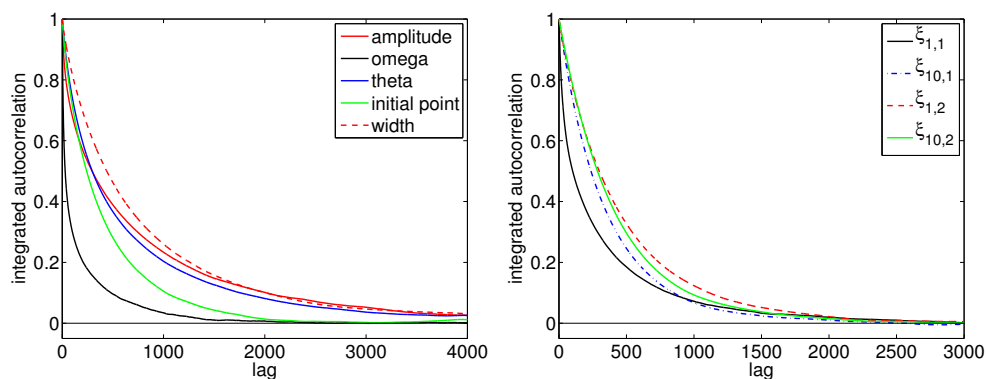 integrated autocorrelation
1
0.8
0.6
0.4
0.2
0
0
1000
2000
3000
4000
lag
amplitude
omega
theta
initial point
width
integrated autocorrelation
1
0.8
0.6
0.4
0.2
0
0
500
1000
1500
2000
2500
3000
lag
ξ1,1
ξ10,1
ξ1,2
ξ10,2